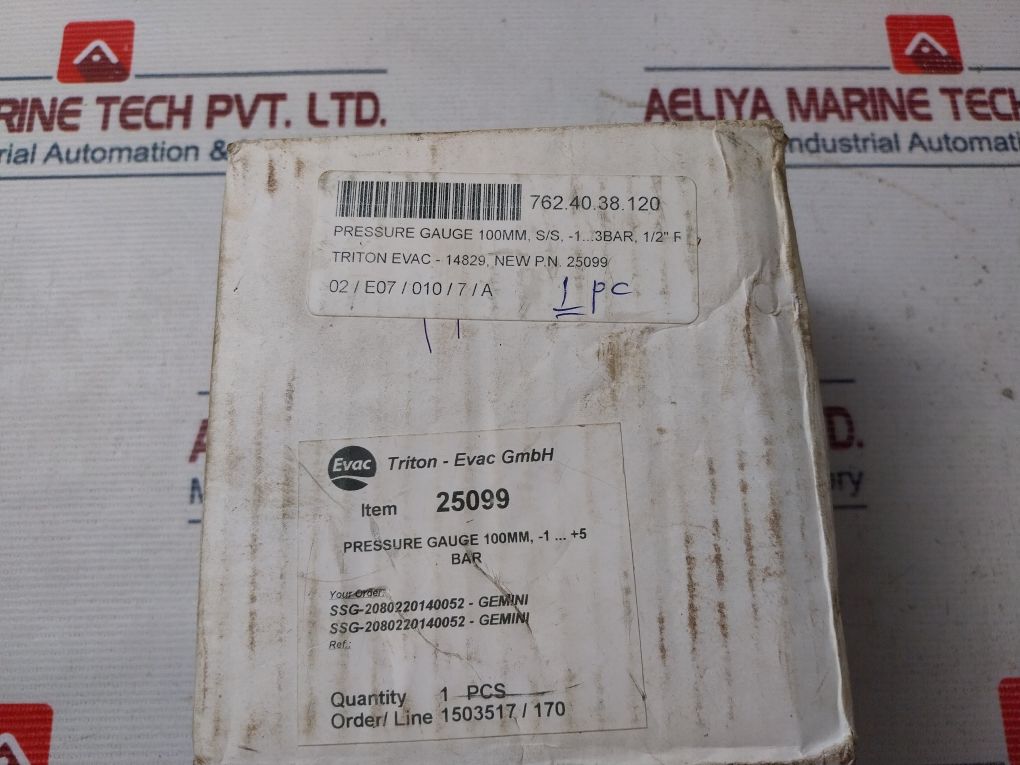 RINE TECH PVT. LTD.
rial Automation &
AELIYA MARINE TECH
ndustrial Automati
762.40.38.120
PRESSURE GAUGE 100MM, S/S, -1...3BAR, 1/2"
TRITON EVAC - 14829, NEW P.N. 25099
02 / E07 / 010 / 7 / A
1 pc
Evac
Triton - Evac GmbH
Item 25099
PRESSURE GAUGE 100MM, -1 ... +5
BAR
Your Order:
SSG-2080220140052 - GEMINI
SSG-2080220140052 - GEMINI
Ref.:
Quantity 1 PCS
Order/ Line 1503517 / 170
A
D.
M
ry